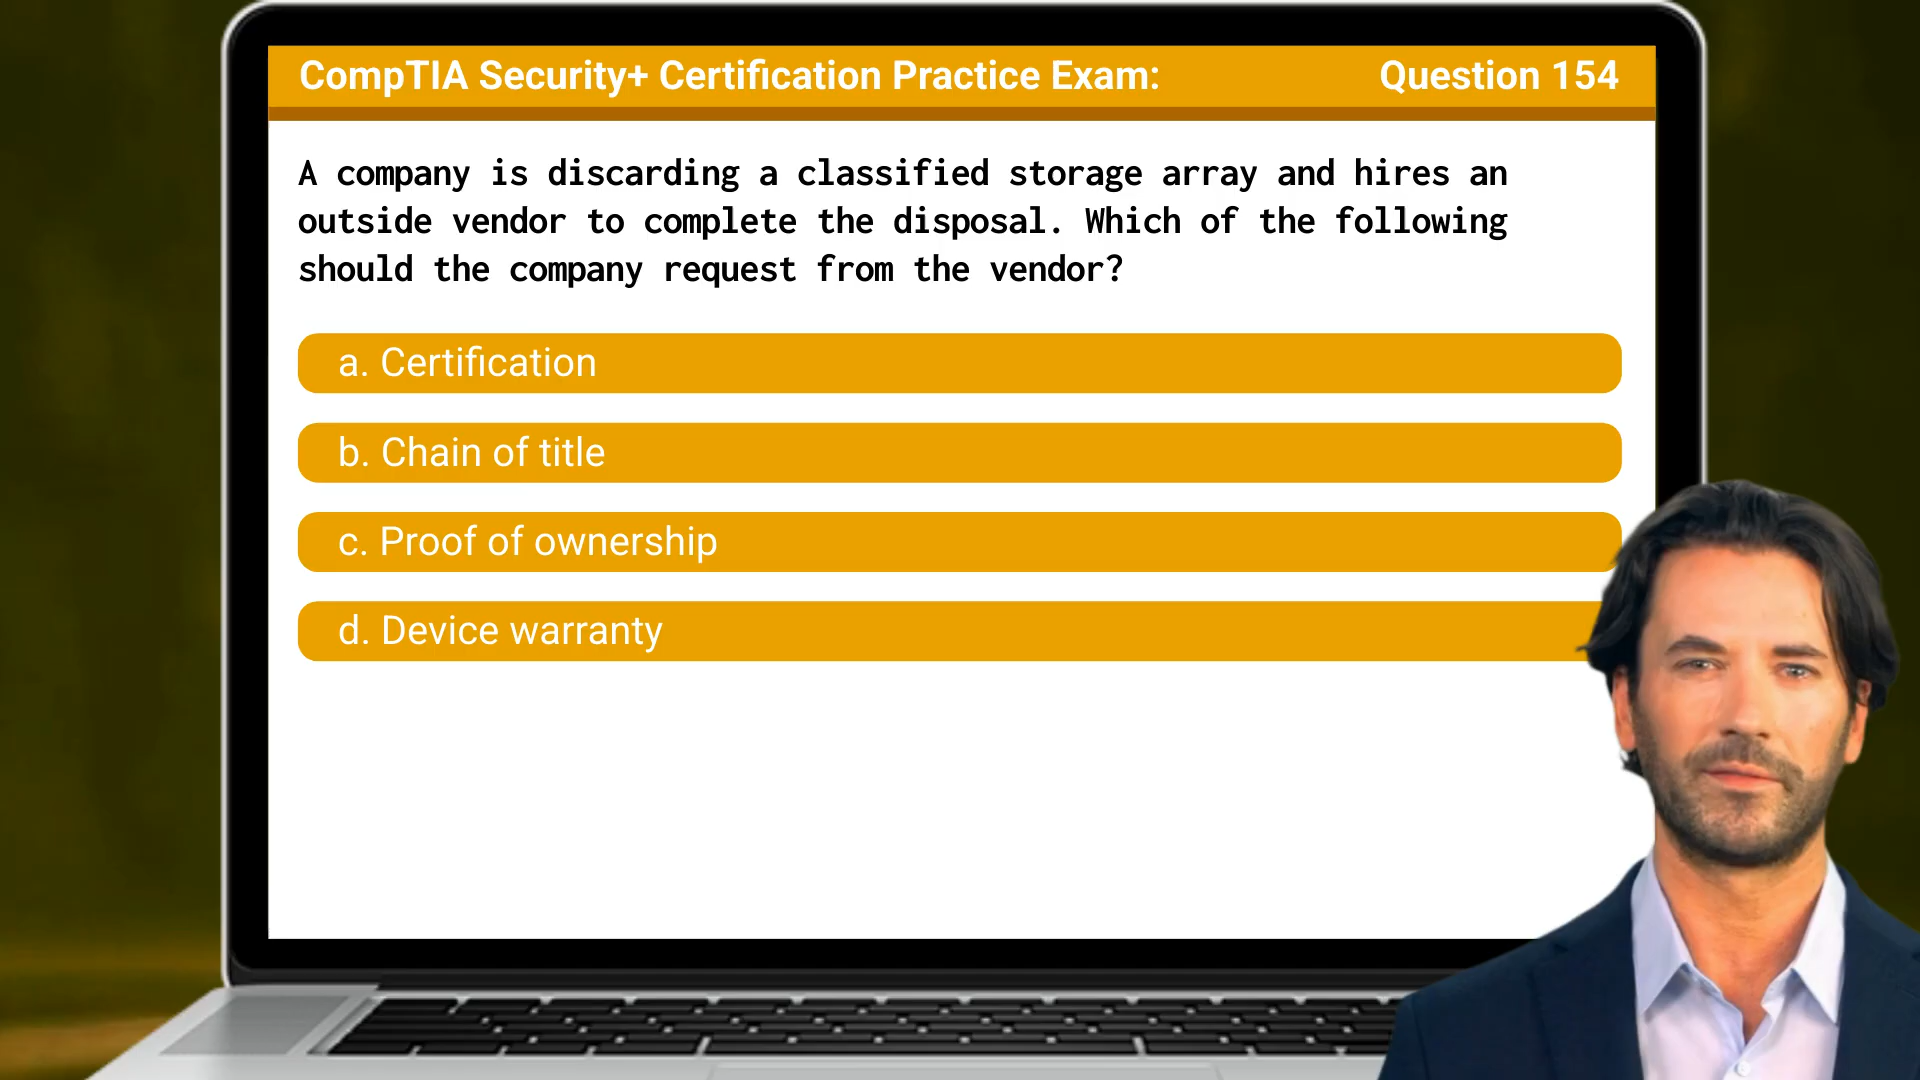 CompTIA Security+ Certification Practice Exam: Question 154
A company is discarding a classified storage array and hires an
outside vendor to complete the disposal. Which of the following
should the company request from the vendor?
a. Certification
b. Chain of title
c. Proof of ownership
d. Device warranty